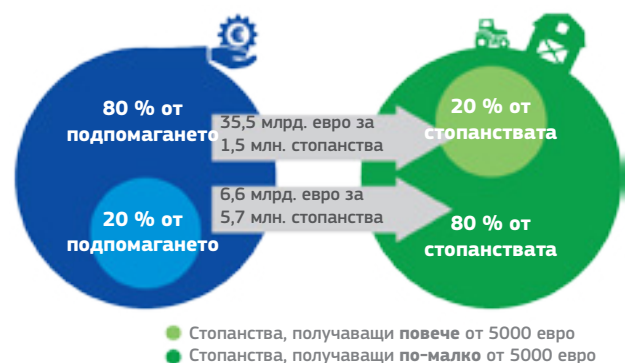 80 % от
подпомагането
35,5 млрд. евро за
1,5 млн. стопанства
20 % от
стопанствата
20 % от
подпомагането
6,6 млрд. евро за
5,7 млн. стопанства
80 % от
стопанствата
Стопанства, получаващи повече от 5000 евро
Стопанства, получаващи по-малко от 5000 евро